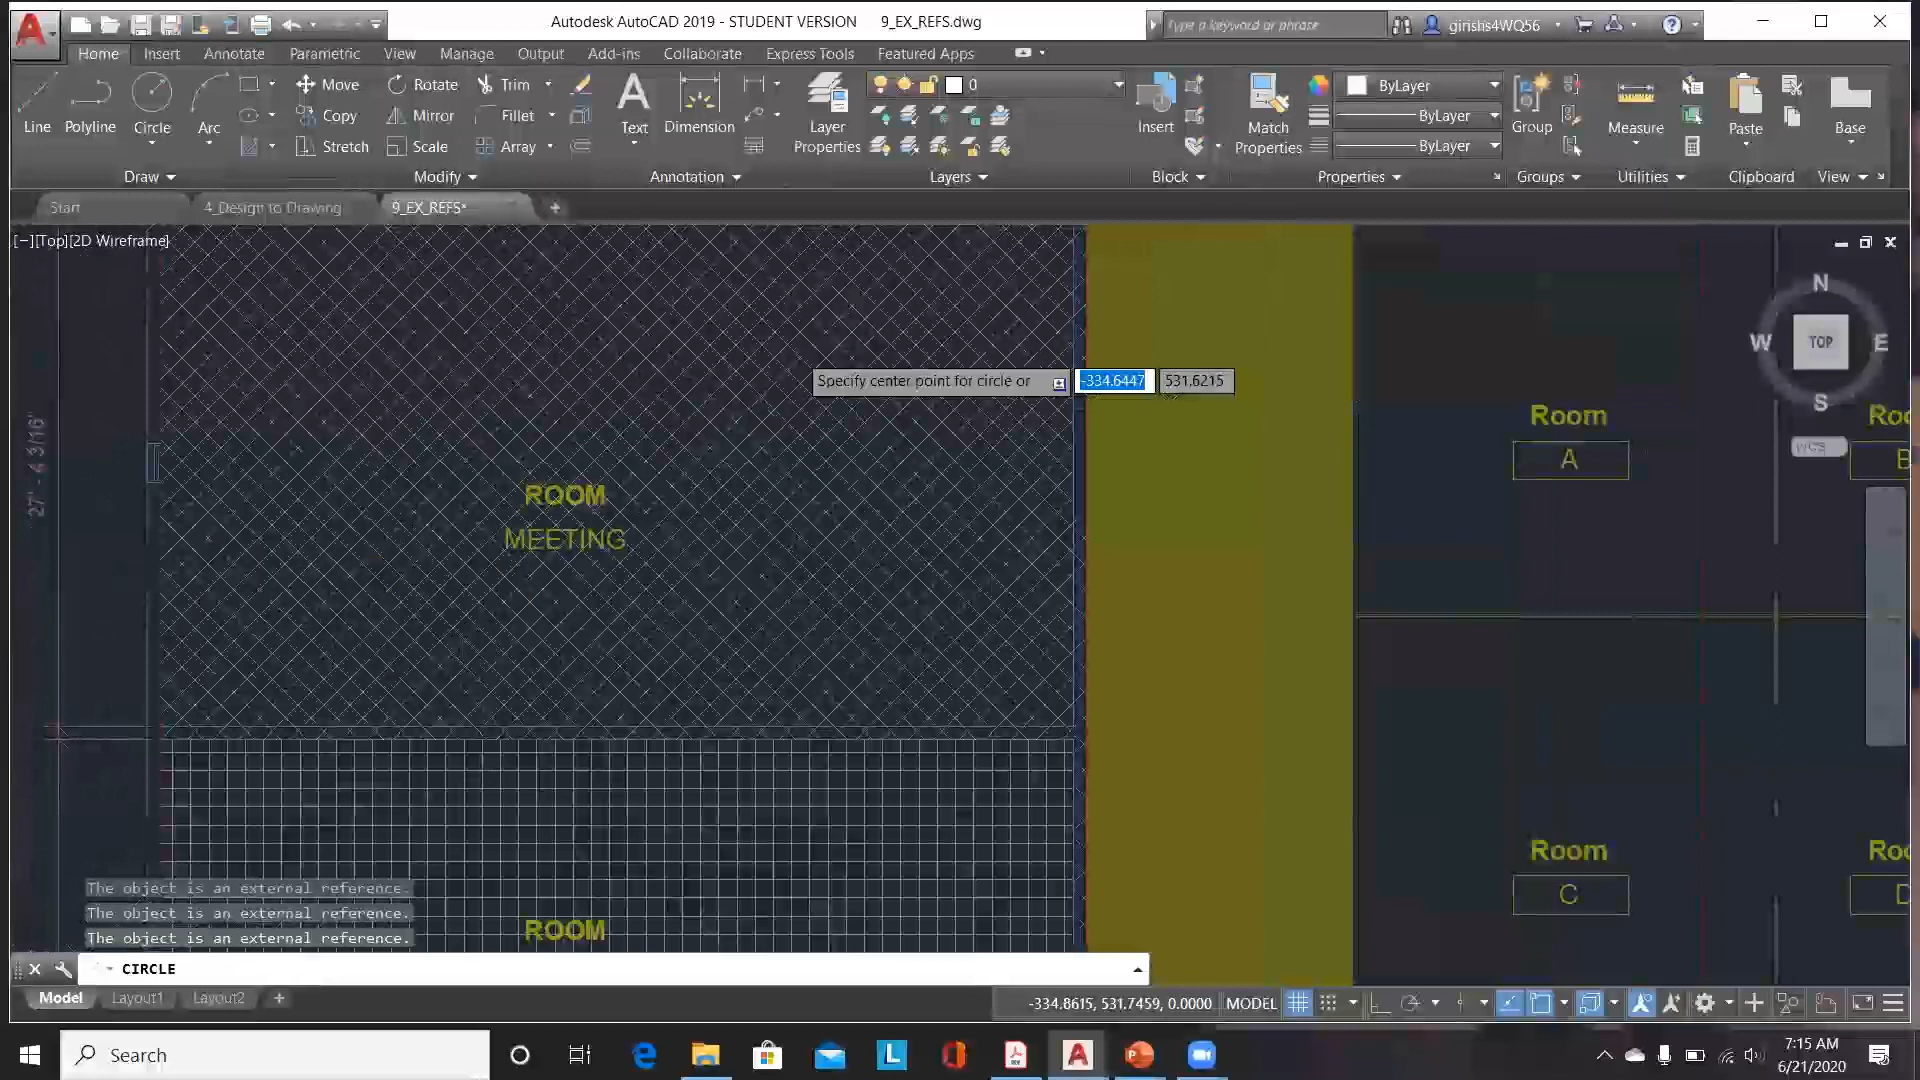 Autodesk AutoCAD 2019 - STUDENT VERSION 9_EX_REFS.dwg
Type a keyword or phrase
girishs4WQ56
Home Insert Annotate Parametric View Manage Output Add-ins Collaborate Express Tools Featured Apps
Line Polyline Circle Arc
Move Rotate Trim
Copy Mirror Fillet
Stretch Scale Array
Text Dimension
Layer Properties
0
Insert
Match Properties
ByLayer
ByLayer
ByLayer
Group
Measure
Paste
Base
Draw Modify Annotation Layers Block Properties Groups Utilities Clipboard View
Start 4_Design to Drawing 9_EX_REFS*
[−][Top][2D Wireframe]
N
W TOP E
S
WCS
Specify center point for circle or -334.6447 531.6215
27' - 4 3/16"
ROOM
MEETING
Room
A
Roo
B
Room
C
Roo
D
ROOM
The object is an external reference.
The object is an external reference.
The object is an external reference.
CIRCLE
Model Layout1 Layout2
-334.8615, 531.7459, 0.0000 MODEL
Search
7:15 AM
6/21/2020